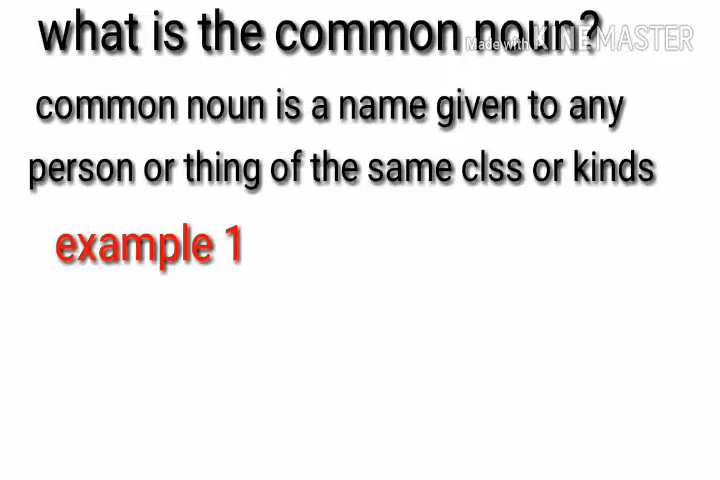 what is the common noun?
Made with KINEMASTER
common noun is a name given to any
person or thing of the same clss or kinds
example 1